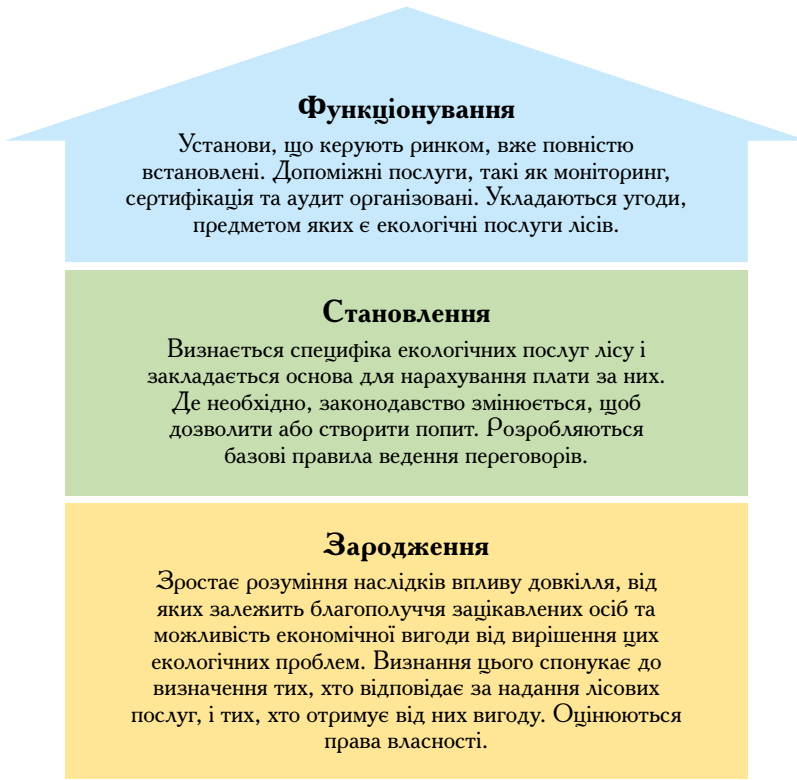 Функціонування
Установи, що керують ринком, вже повністю
встановлені. Допоміжні послуги, такі як моніторинг,
сертифікація та аудит організовані. Укладаються угоди,
предметом яких є екологічні послуги лісів.
Становлення
Визнається специфіка екологічних послуг лісу і
закладається основа для нарахування плати за них.
Де необхідно, законодавство змінюється, щоб
дозволити або створити попит. Розробляються
базові правила ведення переговорів.
Зародження
Зростає розуміння наслідків впливу довкілля, від
яких залежить благополуччя зацікавлених осіб та
можливість економічної вигоди від вирішення цих
екологічних проблем. Визнання цього спонукає до
визначення тих, хто відповідає за надання лісових
послуг, і тих, хто отримує від них вигоду. Оцінюються
права власності.